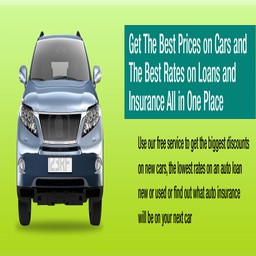 Get The Best Prices on Cars and
The Best Rates on Loans and
Insurance All in One Place
Use our free service to get the biggest discounts
on new cars, the lowest rates on an auto loan
new or used or find out what auto insurance
will be on your next car